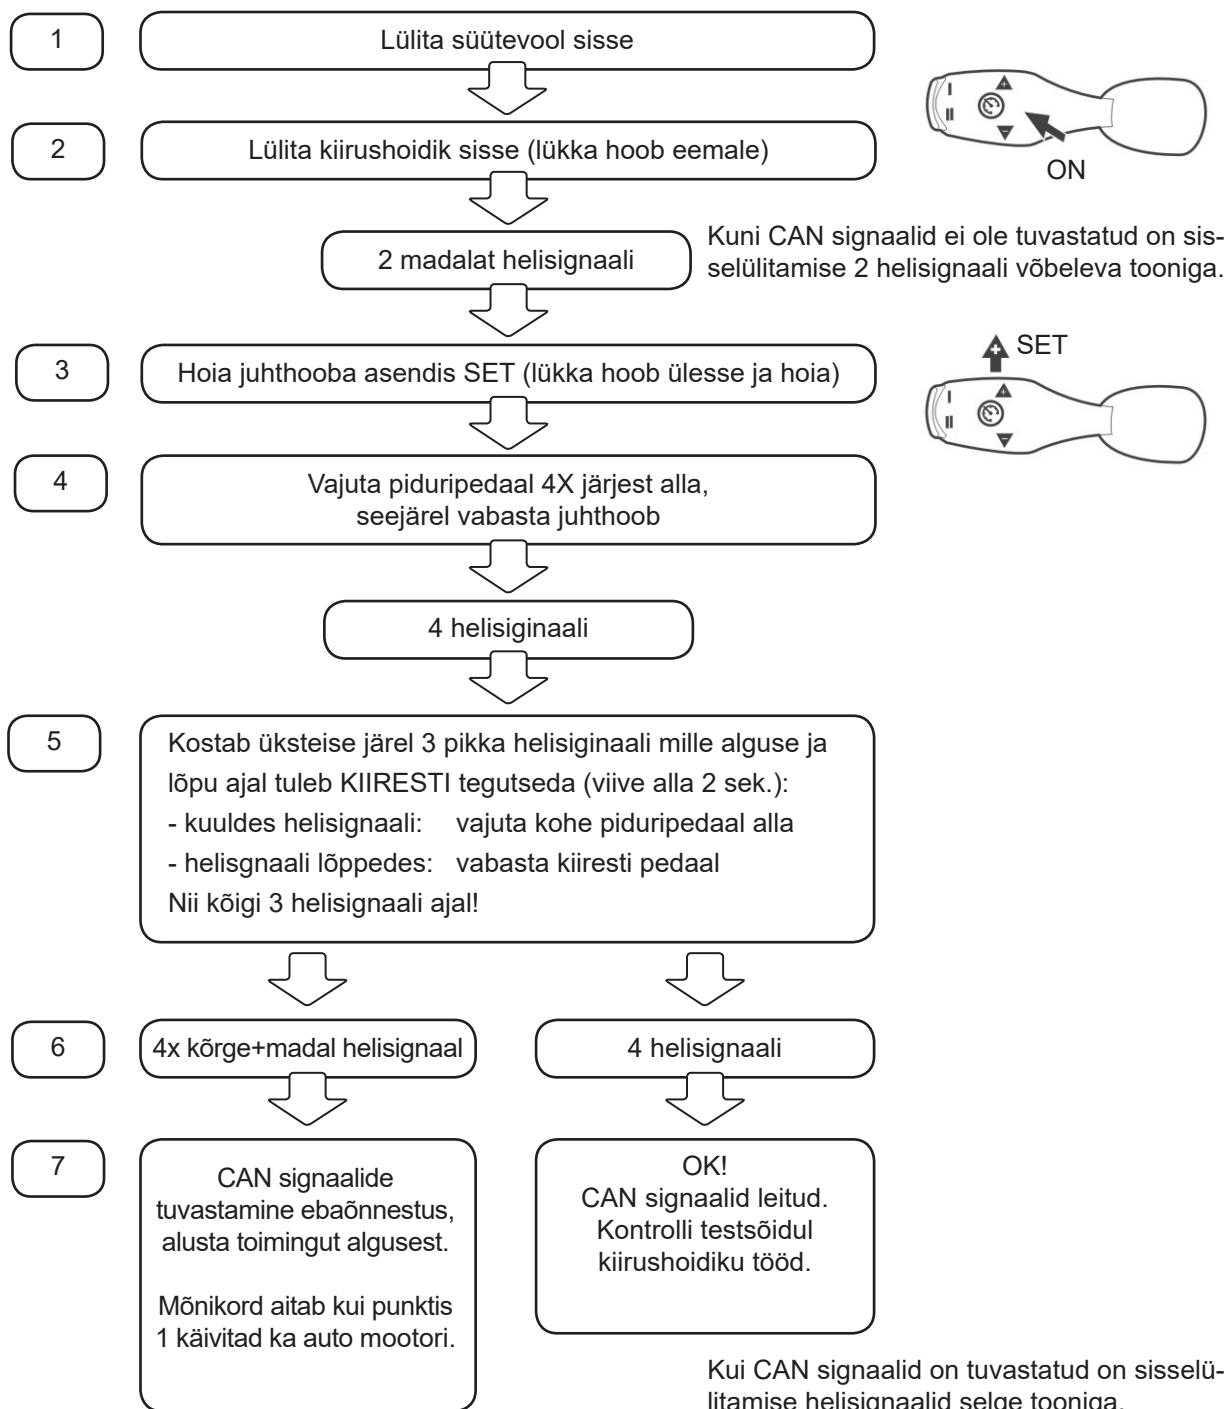 1
Lülita süütevool sisse
2
Lülita kiirushoidik sisse (lükka hoob eemale)
I
II
ON
2 madalat helisignaali
Kuni CAN signaalid ei ole tuvastatud on sis-
selülitamise 2 helisignaali võbeleva tooniga.
3
Hoia juhthooba asendis SET (lükka hoob ülesse ja hoia)
SET
I
II
4
Vajuta piduripedaal 4X järjest alla,
seejärel vabasta juhthoob
4 helisiginaali
5
Kostab üksteise järel 3 pikka helisiginaali mille alguse ja
lõpu ajal tuleb KIIRESTI tegutseda (viive alla 2 sek.):
- kuuldes helisignaali: vajuta kohe piduripedaal alla
- helisgnaali lõppedes: vabasta kiiresti pedaal
Nii kõigi 3 helisignaali ajal!
6
4x kõrge+madal helisignaal
4 helisignaali
7
CAN signaalide
tuvastamine ebaõnnestus,
alusta toimingut algusest.
Mõnikord aitab kui punktis
1 käivitad ka auto mootori.
OK!
CAN signaalid leitud.
Kontrolli testsõidul
kiirushoidiku tööd.
Kui CAN signaalid on tuvastatud on sisselü-
litamise helisignaalid selge tooniga.